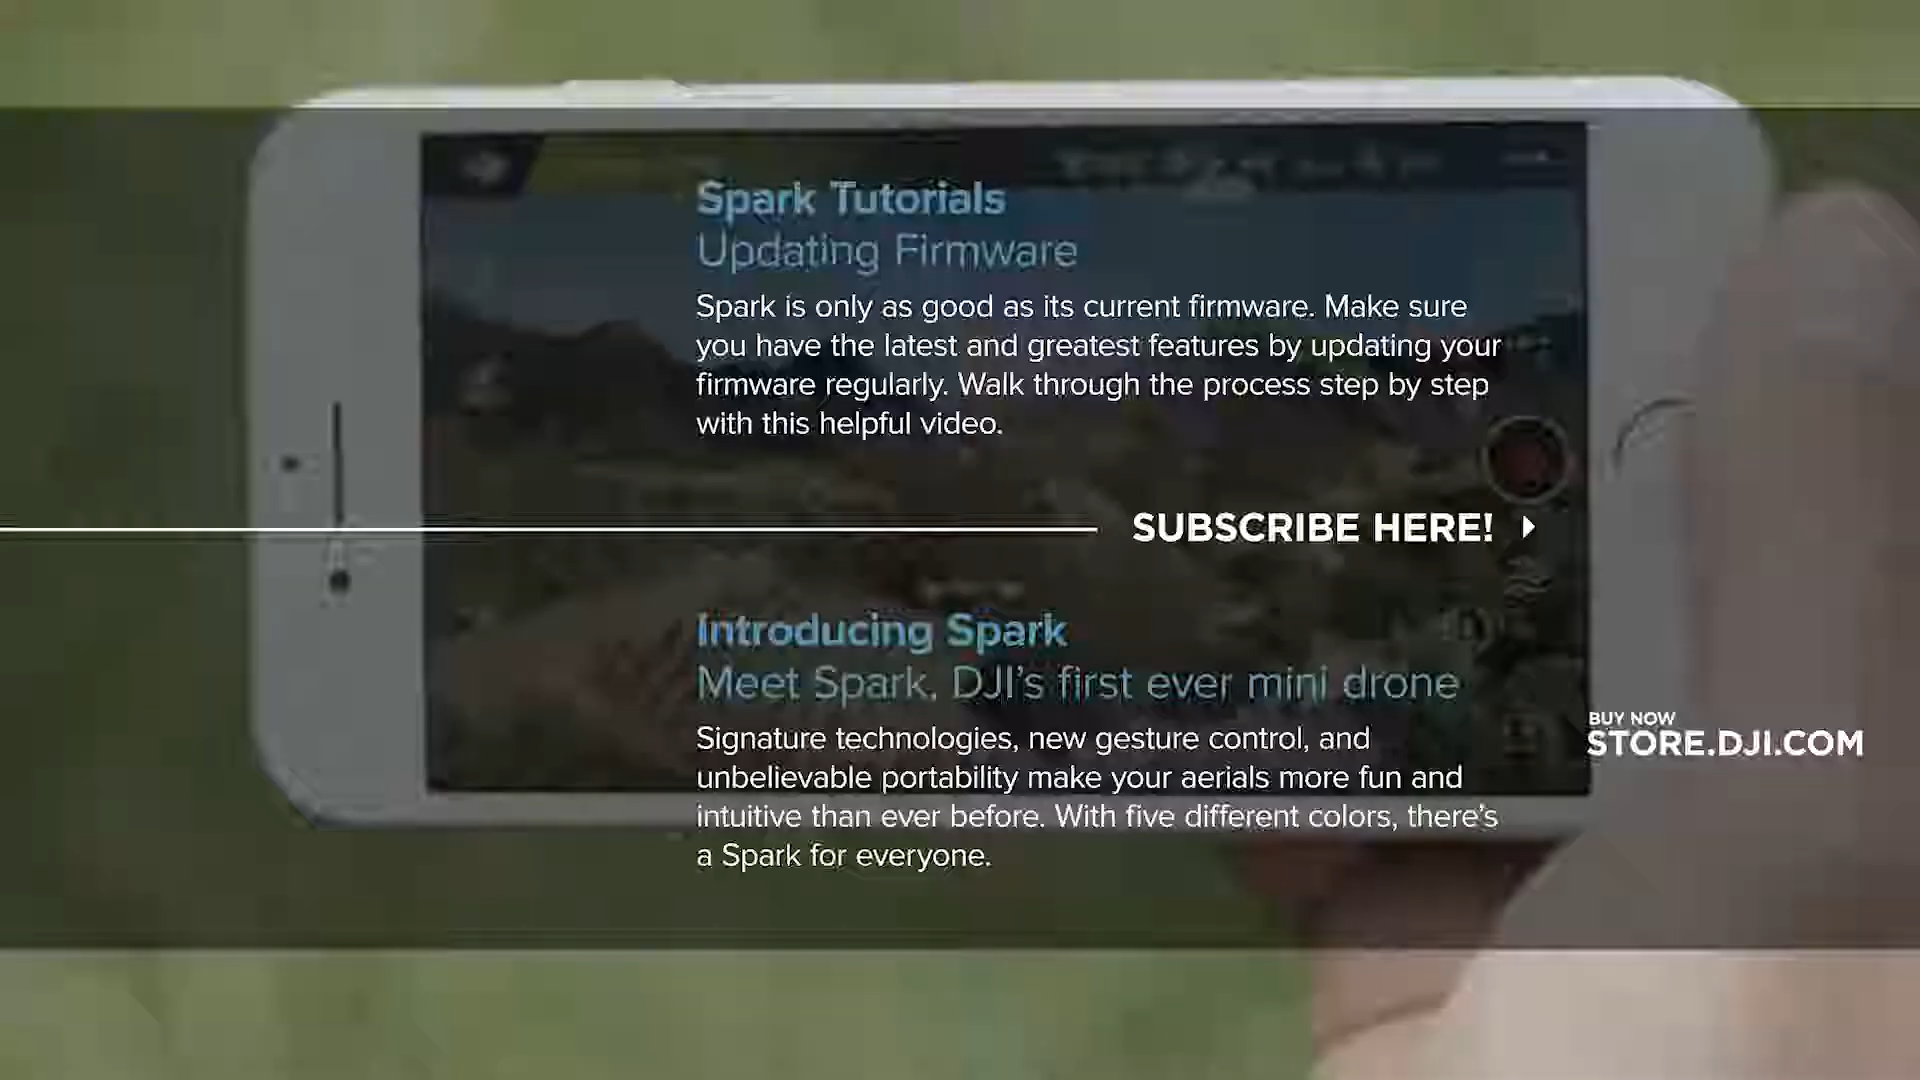 Spark Tutorials
Updating Firmware
Spark is only as good as its current firmware. Make sure
you have the latest and greatest features by updating your
firmware regularly. Walk through the process step by step
with this helpful video.
SUBSCRIBE HERE!
Introducing Spark
Meet Spark, DJI's first ever mini drone
Signature technologies, new gesture control, and
unbelievable portability make your aerials more fun and
intuitive than ever before. With five different colors, there's
a Spark for everyone.
BUY NOW
STORE.DJI.COM